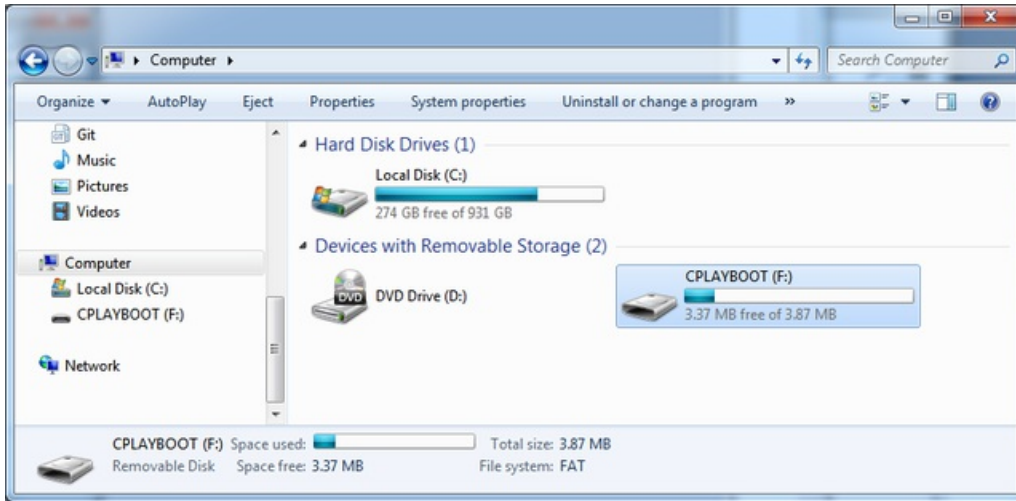 Computer
Search Computer
Organize AutoPlay Eject Properties System properties Uninstall or change a program »
Git
Music
Pictures
Videos
Computer
Local Disk (C:)
CPLAYBOOT (F:)
Network
Hard Disk Drives (1)
Local Disk (C:)
274 GB free of 931 GB
Devices with Removable Storage (2)
DVD
DVD Drive (D:)
CPLAYBOOT (F:)
3.37 MB free of 3.87 MB
CPLAYBOOT (F:) Space used: Total size: 3.87 MB
Removable Disk Space free: 3.37 MB File system: FAT